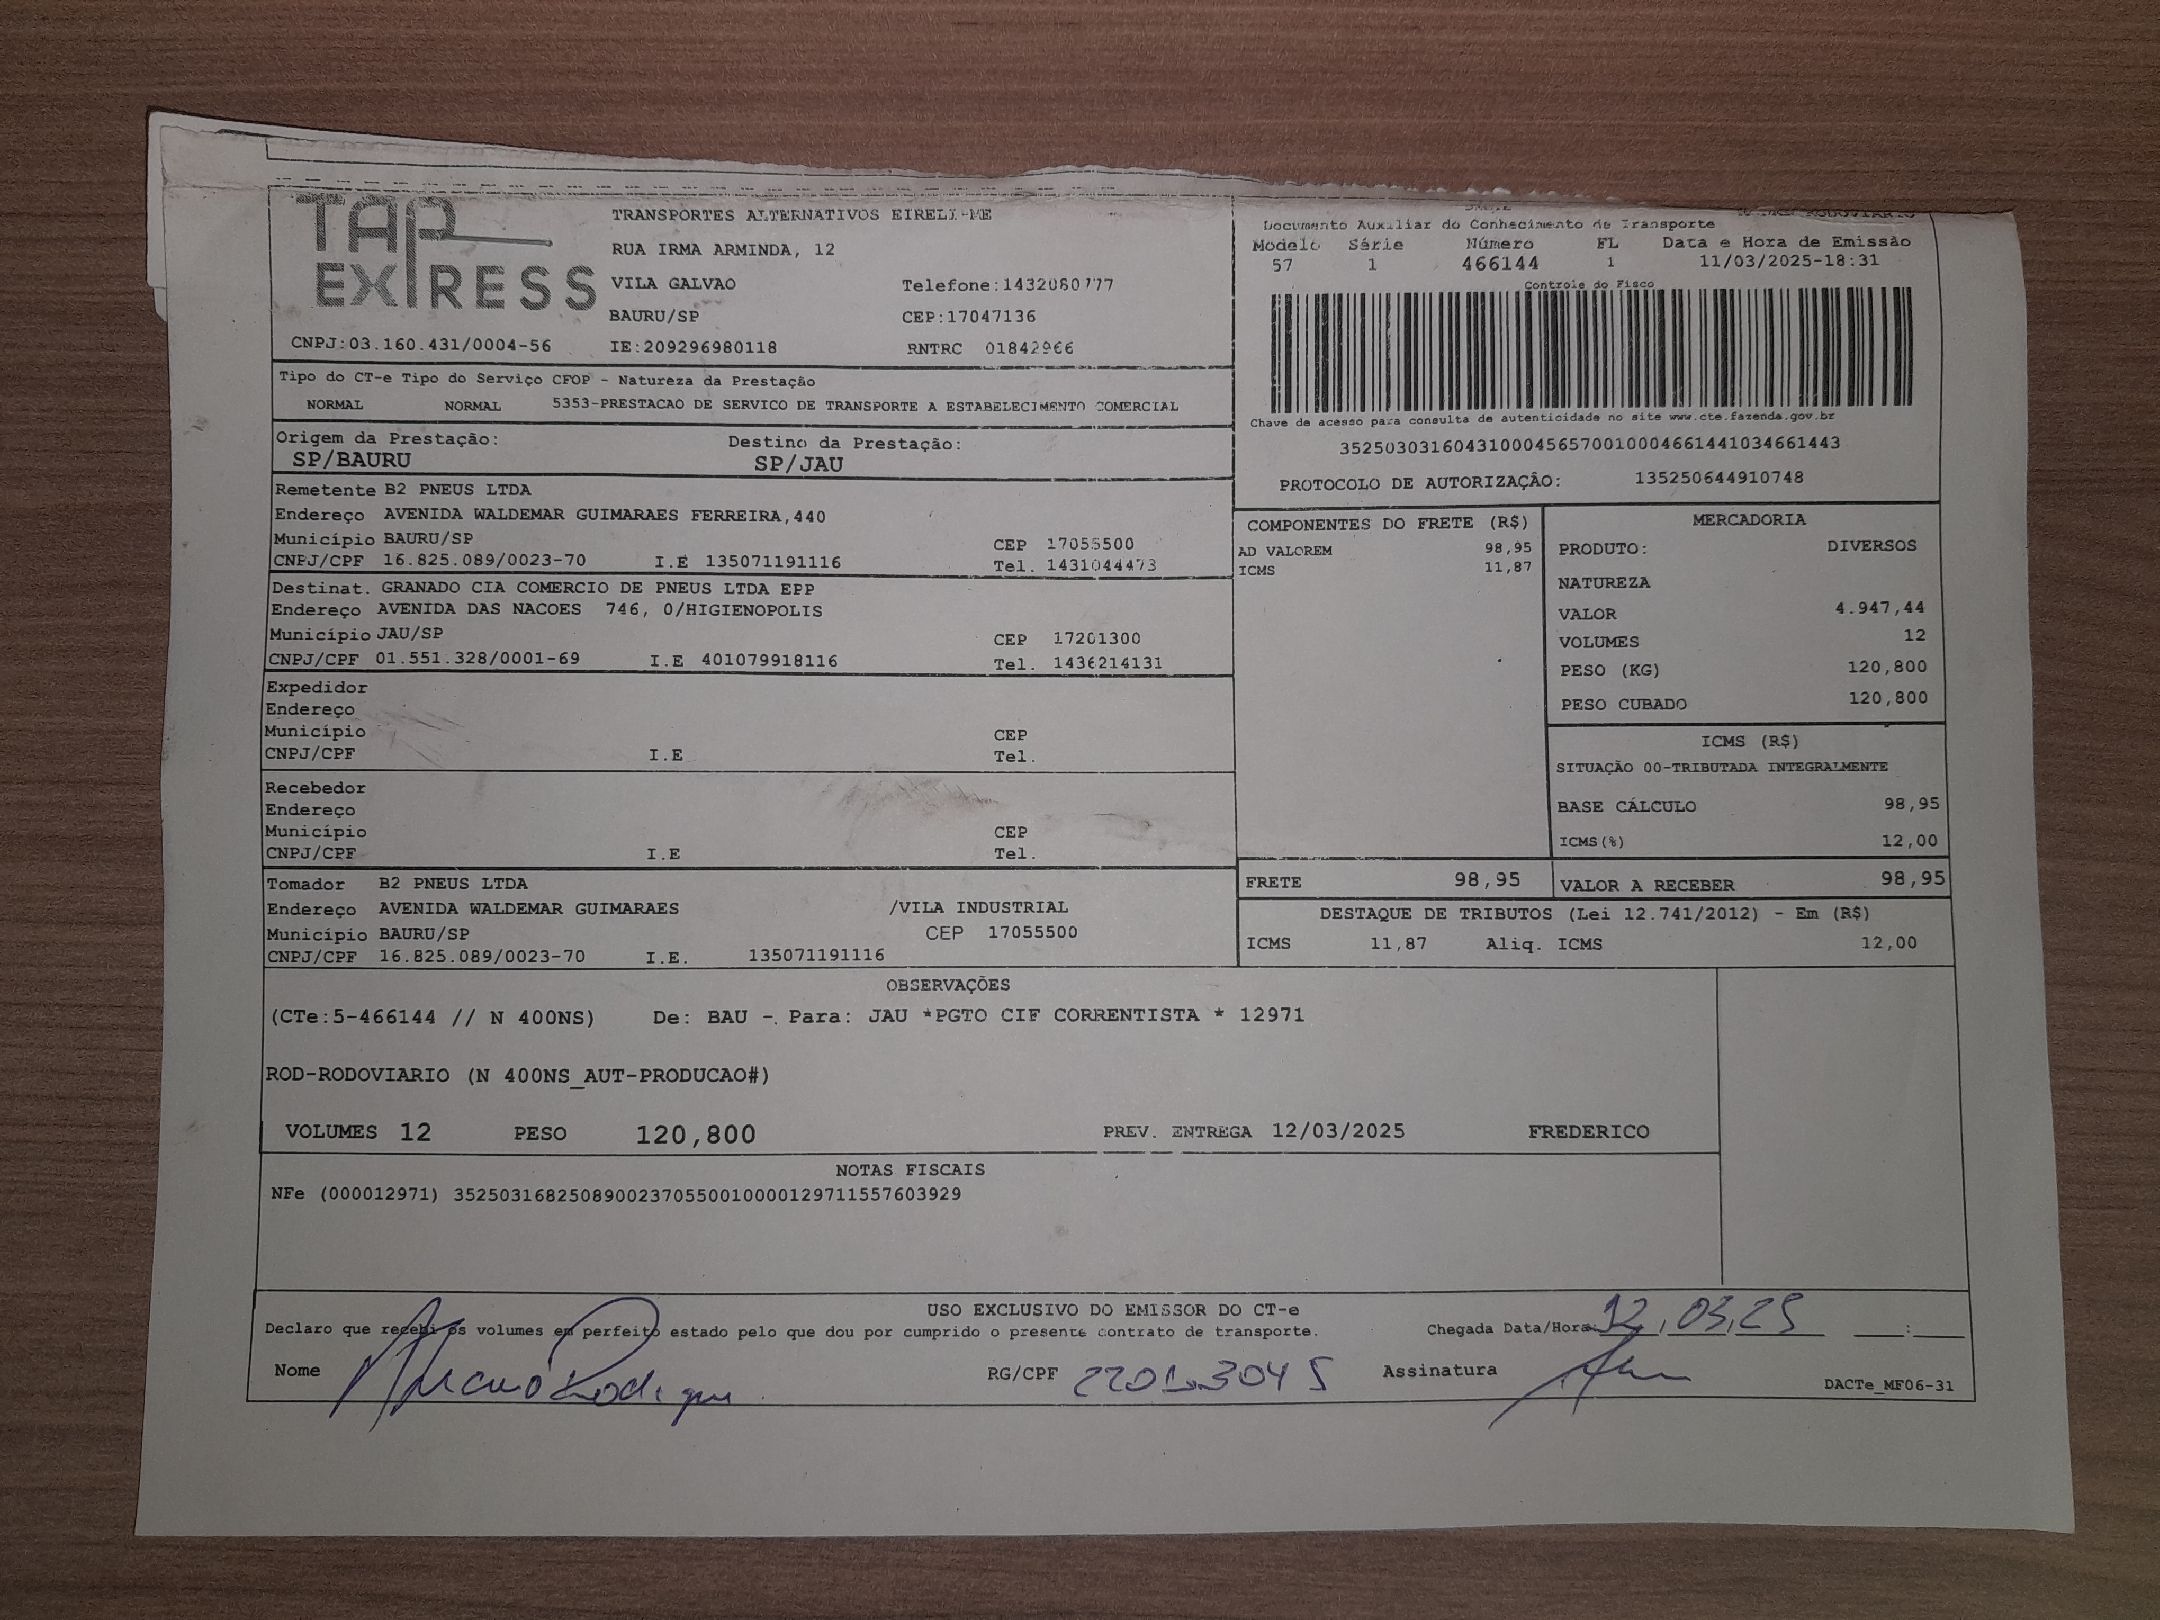 TAP
EXPRESS
TRANSPORTES ALTERNATIVOS EIRELI-ME
RUA IRMA ARMINDA, 12
VILA GALVAO Telefone:1432080777
BAURU/SP CEP:17047136
CNPJ:03.160.431/0004-56 IE:209296980118 RNTRC 01842966
Documento Auxiliar do Conhecimento de Transporte
Modelo Série Número FL Data e Hora de Emissão
57 1 466144 1 11/03/2025-18:31
Controle do Fisco
Chave de acesso para consulta de autenticidade no site www.cte.fazenda.gov.br
35250303160431000456570010004661441034661443
PROTOCOLO DE AUTORIZAÇÃO: 135250644910748
Tipo do CT-e Tipo do Serviço CFOP - Natureza da Prestação
NORMAL NORMAL 5353-PRESTACAO DE SERVICO DE TRANSPORTE A ESTABELECIMENTO COMERCIAL
Origem da Prestação: Destino da Prestação:
SP/BAURU SP/JAU
Remetente B2 PNEUS LTDA
Endereço AVENIDA WALDEMAR GUIMARAES FERREIRA,440
Município BAURU/SP CEP 17055500
CNPJ/CPF 16.825.089/0023-70 I.E 135071191116 Tel. 1431044473
Destinat. GRANADO CIA COMERCIO DE PNEUS LTDA EPP
Endereço AVENIDA DAS NACOES 746, 0/HIGIENOPOLIS
Município JAU/SP CEP 17201300
CNPJ/CPF 01.551.328/0001-69 I.E 401079918116 Tel. 1436214131
Expedidor
Endereço
Município CEP
CNPJ/CPF I.E Tel.
Recebedor
Endereço
Município CEP
CNPJ/CPF I.E Tel.
Tomador B2 PNEUS LTDA
Endereço AVENIDA WALDEMAR GUIMARAES /VILA INDUSTRIAL
Município BAURU/SP CEP 17055500
CNPJ/CPF 16.825.089/0023-70 I.E. 135071191116
COMPONENTES DO FRETE (R$)
AD VALOREM 98,95
ICMS 11,87
MERCADORIA
PRODUTO: DIVERSOS
NATUREZA
VALOR 4.947,44
VOLUMES 12
PESO (KG) 120,800
PESO CUBADO 120,800
ICMS (R$)
SITUAÇÃO 00-TRIBUTADA INTEGRALMENTE
BASE CÁLCULO 98,95
ICMS(%) 12,00
FRETE 98,95 VALOR A RECEBER 98,95
DESTAQUE DE TRIBUTOS (Lei 12.741/2012) - Em (R$)
ICMS 11,87 Aliq. ICMS 12,00
OBSERVAÇÕES
(CTe:5-466144 // N 400NS) De: BAU - Para: JAU *PGTO CIF CORRENTISTA * 12971
ROD-RODOVIARIO (N 400NS_AUT-PRODUCAO#)
VOLUMES 12 PESO 120,800 PREV. ENTREGA 12/03/2025 FREDERICO
NOTAS FISCAIS
NFe (000012971) 35250316825089002370550010000129711557603929
USO EXCLUSIVO DO EMISSOR DO CT-e
Declaro que recebi os volumes em perfeito estado pelo que dou por cumprido o presente contrato de transporte. Chegada Data/Hora: 12,03,25 :
Nome RG/CPF Assinatura
DACTe_MF06-31